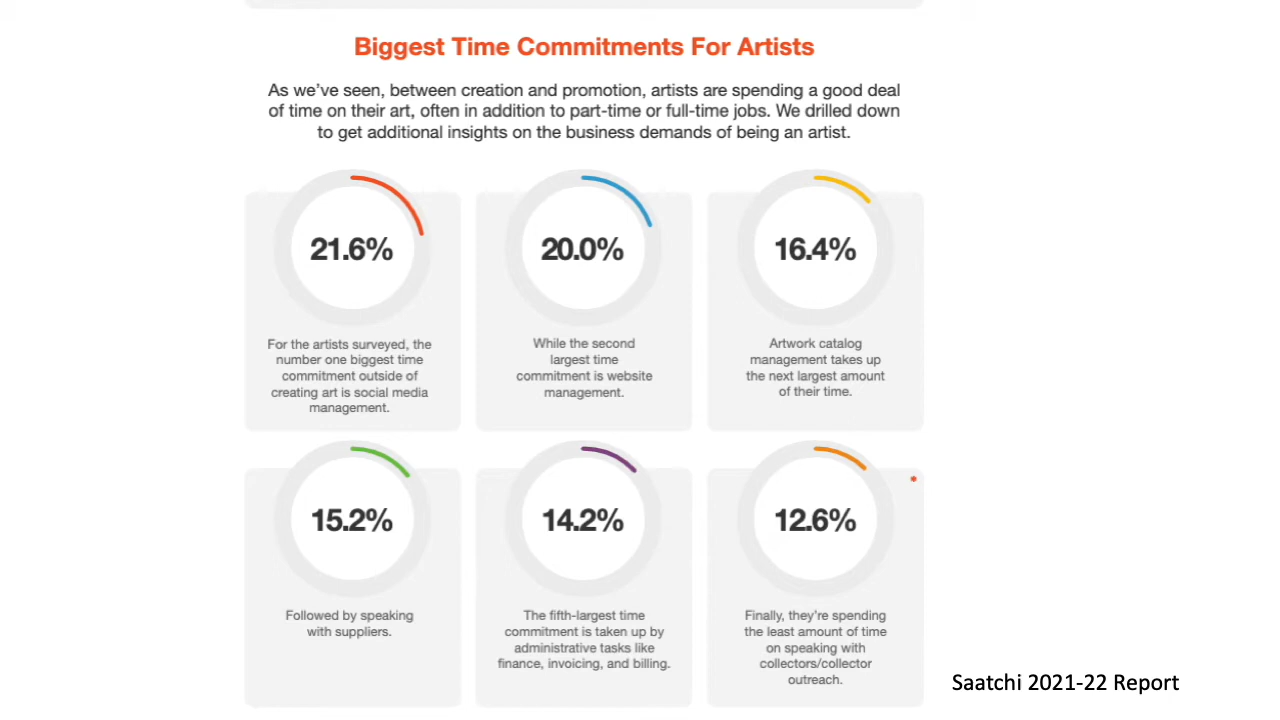 Biggest Time Commitments For Artists
As we've seen, between creation and promotion, artists are spending a good deal
of time on their art, often in addition to part-time or full-time jobs. We drilled down
to get additional insights on the business demands of being an artist.
21.6%
For the artists surveyed, the
number one biggest time
commitment outside of
creating art is social media
management.
20.0%
While the second
largest time
commitment is website
management.
16.4%
Artwork catalog
management takes up
the next largest amount
of their time.
15.2%
Followed by speaking
with suppliers.
14.2%
The fifth-largest time
commitment is taken up by
administrative tasks like
finance, invoicing, and billing.
12.6%
*
Finally, they're spending
the least amount of time
on speaking with
collectors/collector
outreach.
Saatchi 2021-22 Report